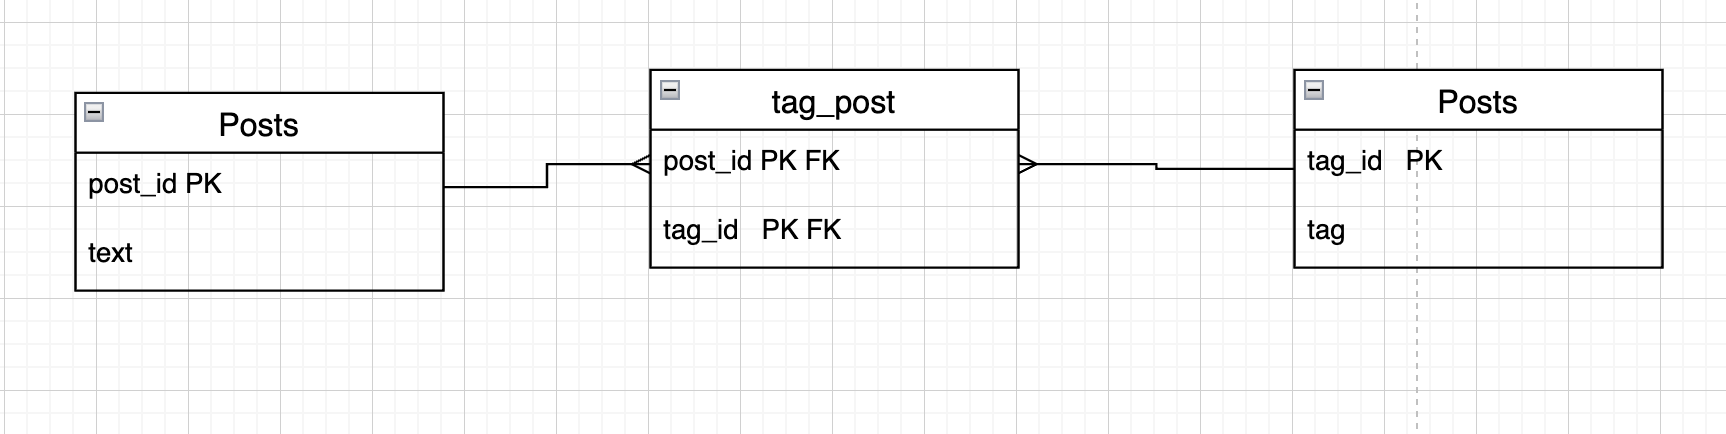 Posts
post_id PK
text
tag_post
post_id PK FK
tag_id PK FK
Posts
tag_id PK
tag